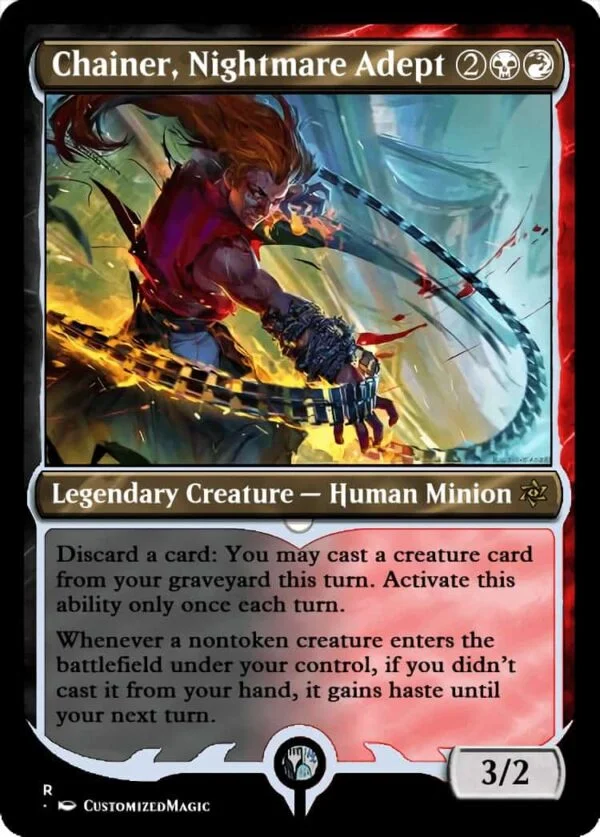 Chainer, Nightmare Adept 2
Legendary Creature — Human Minion
Discard a card: You may cast a creature card
from your graveyard this turn. Activate this
ability only once each turn.
Whenever a nontoken creature enters the
battlefield under your control, if you didn't
cast it from your hand, it gains haste until
your next turn.
3/2
R
· CustomizedMagic